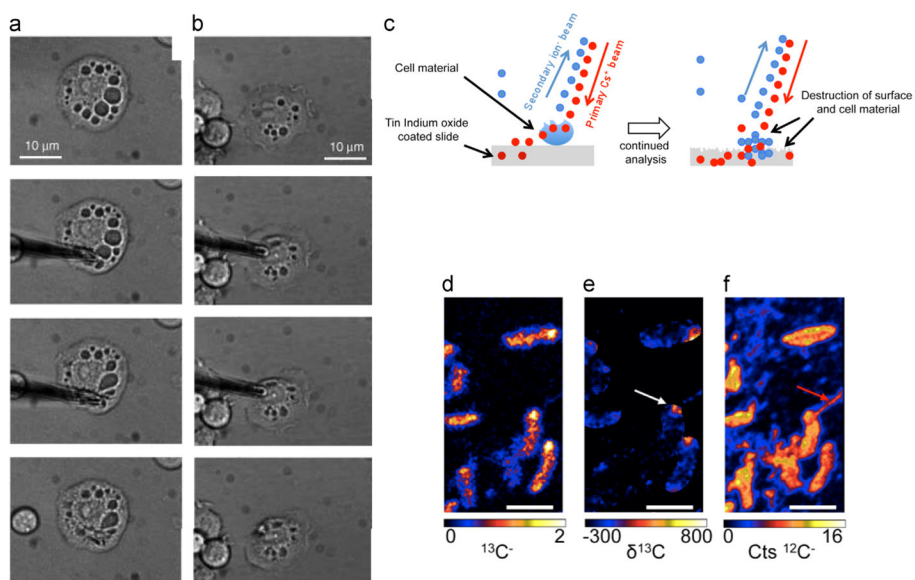 a
b
c
10 µm
10 µm
Cell material
Tin Indium oxide
coated slide
Secondary ion⁻ beam
Primary Cs⁺ beam
continued
analysis
Destruction of surface
and cell material
d
e
f
0 2
¹³C⁻
-300 800
δ¹³C
0 16
Cts ¹²C⁻